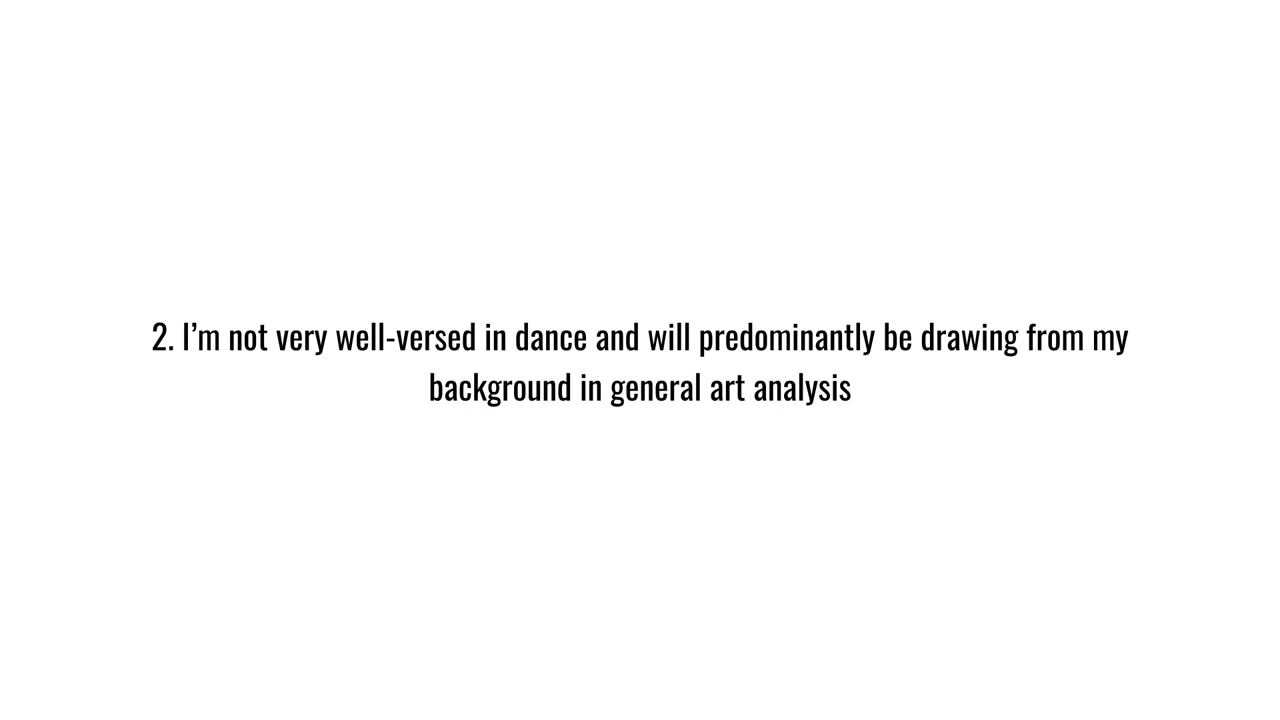 2. I’m not very well-versed in dance and will predominantly be drawing from my
background in general art analysis